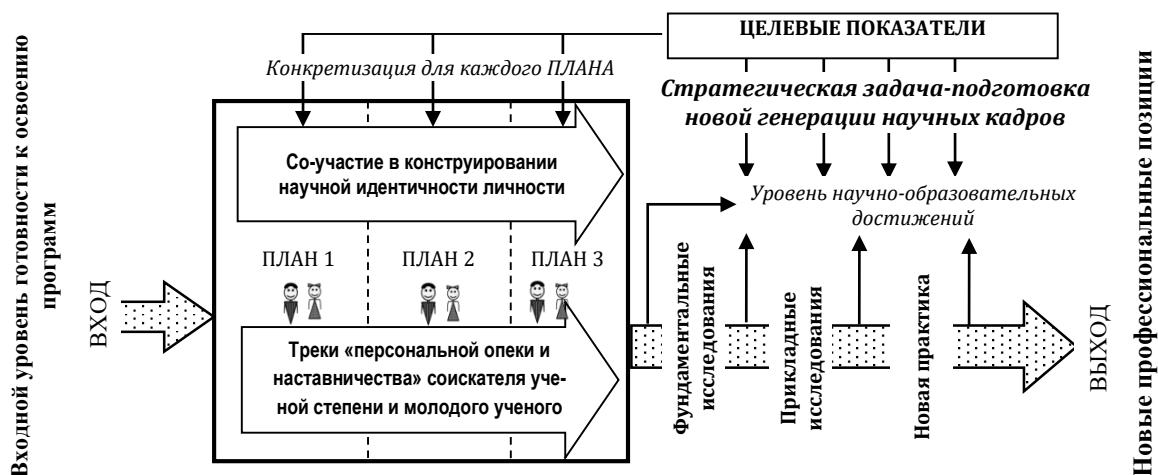 Входной уровень готовности к освоению
программ
ВХОД
ЦЕЛЕВЫЕ ПОКАЗАТЕЛИ
Конкретизация для каждого ПЛАНА
Стратегическая задача-подготовка
новой генерации научных кадров
Со-участие в конструировании
научной идентичности личности
Уровень научно-образовательных
достижений
ПЛАН 1
ПЛАН 2
ПЛАН 3
Треки «персональной опеки и
наставничества» соискателя уче-
ной степени и молодого ученого
Фундаментальные
исследования
Прикладные
исследования
Новая практика
ВЫХОД
Новые профессиональные позиции